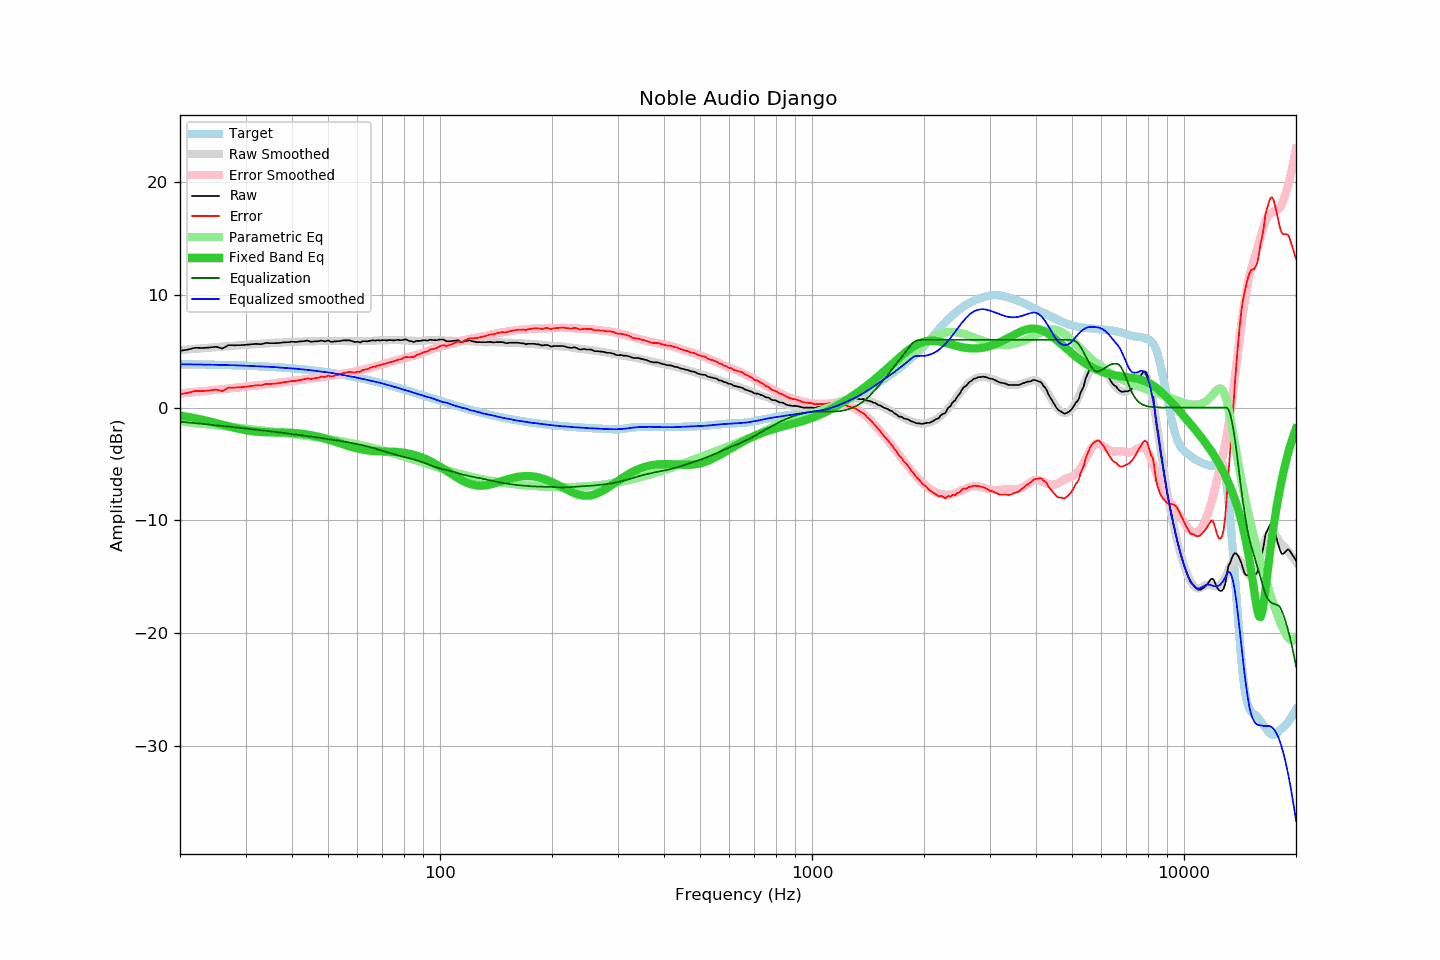 Noble Audio Django
Target
Raw Smoothed
Error Smoothed
Raw
Error
Parametric Eq
Fixed Band Eq
Equalization
Equalized smoothed
20
10
0
−10
−20
−30
Amplitude (dBr)
100
1000
10000
Frequency (Hz)